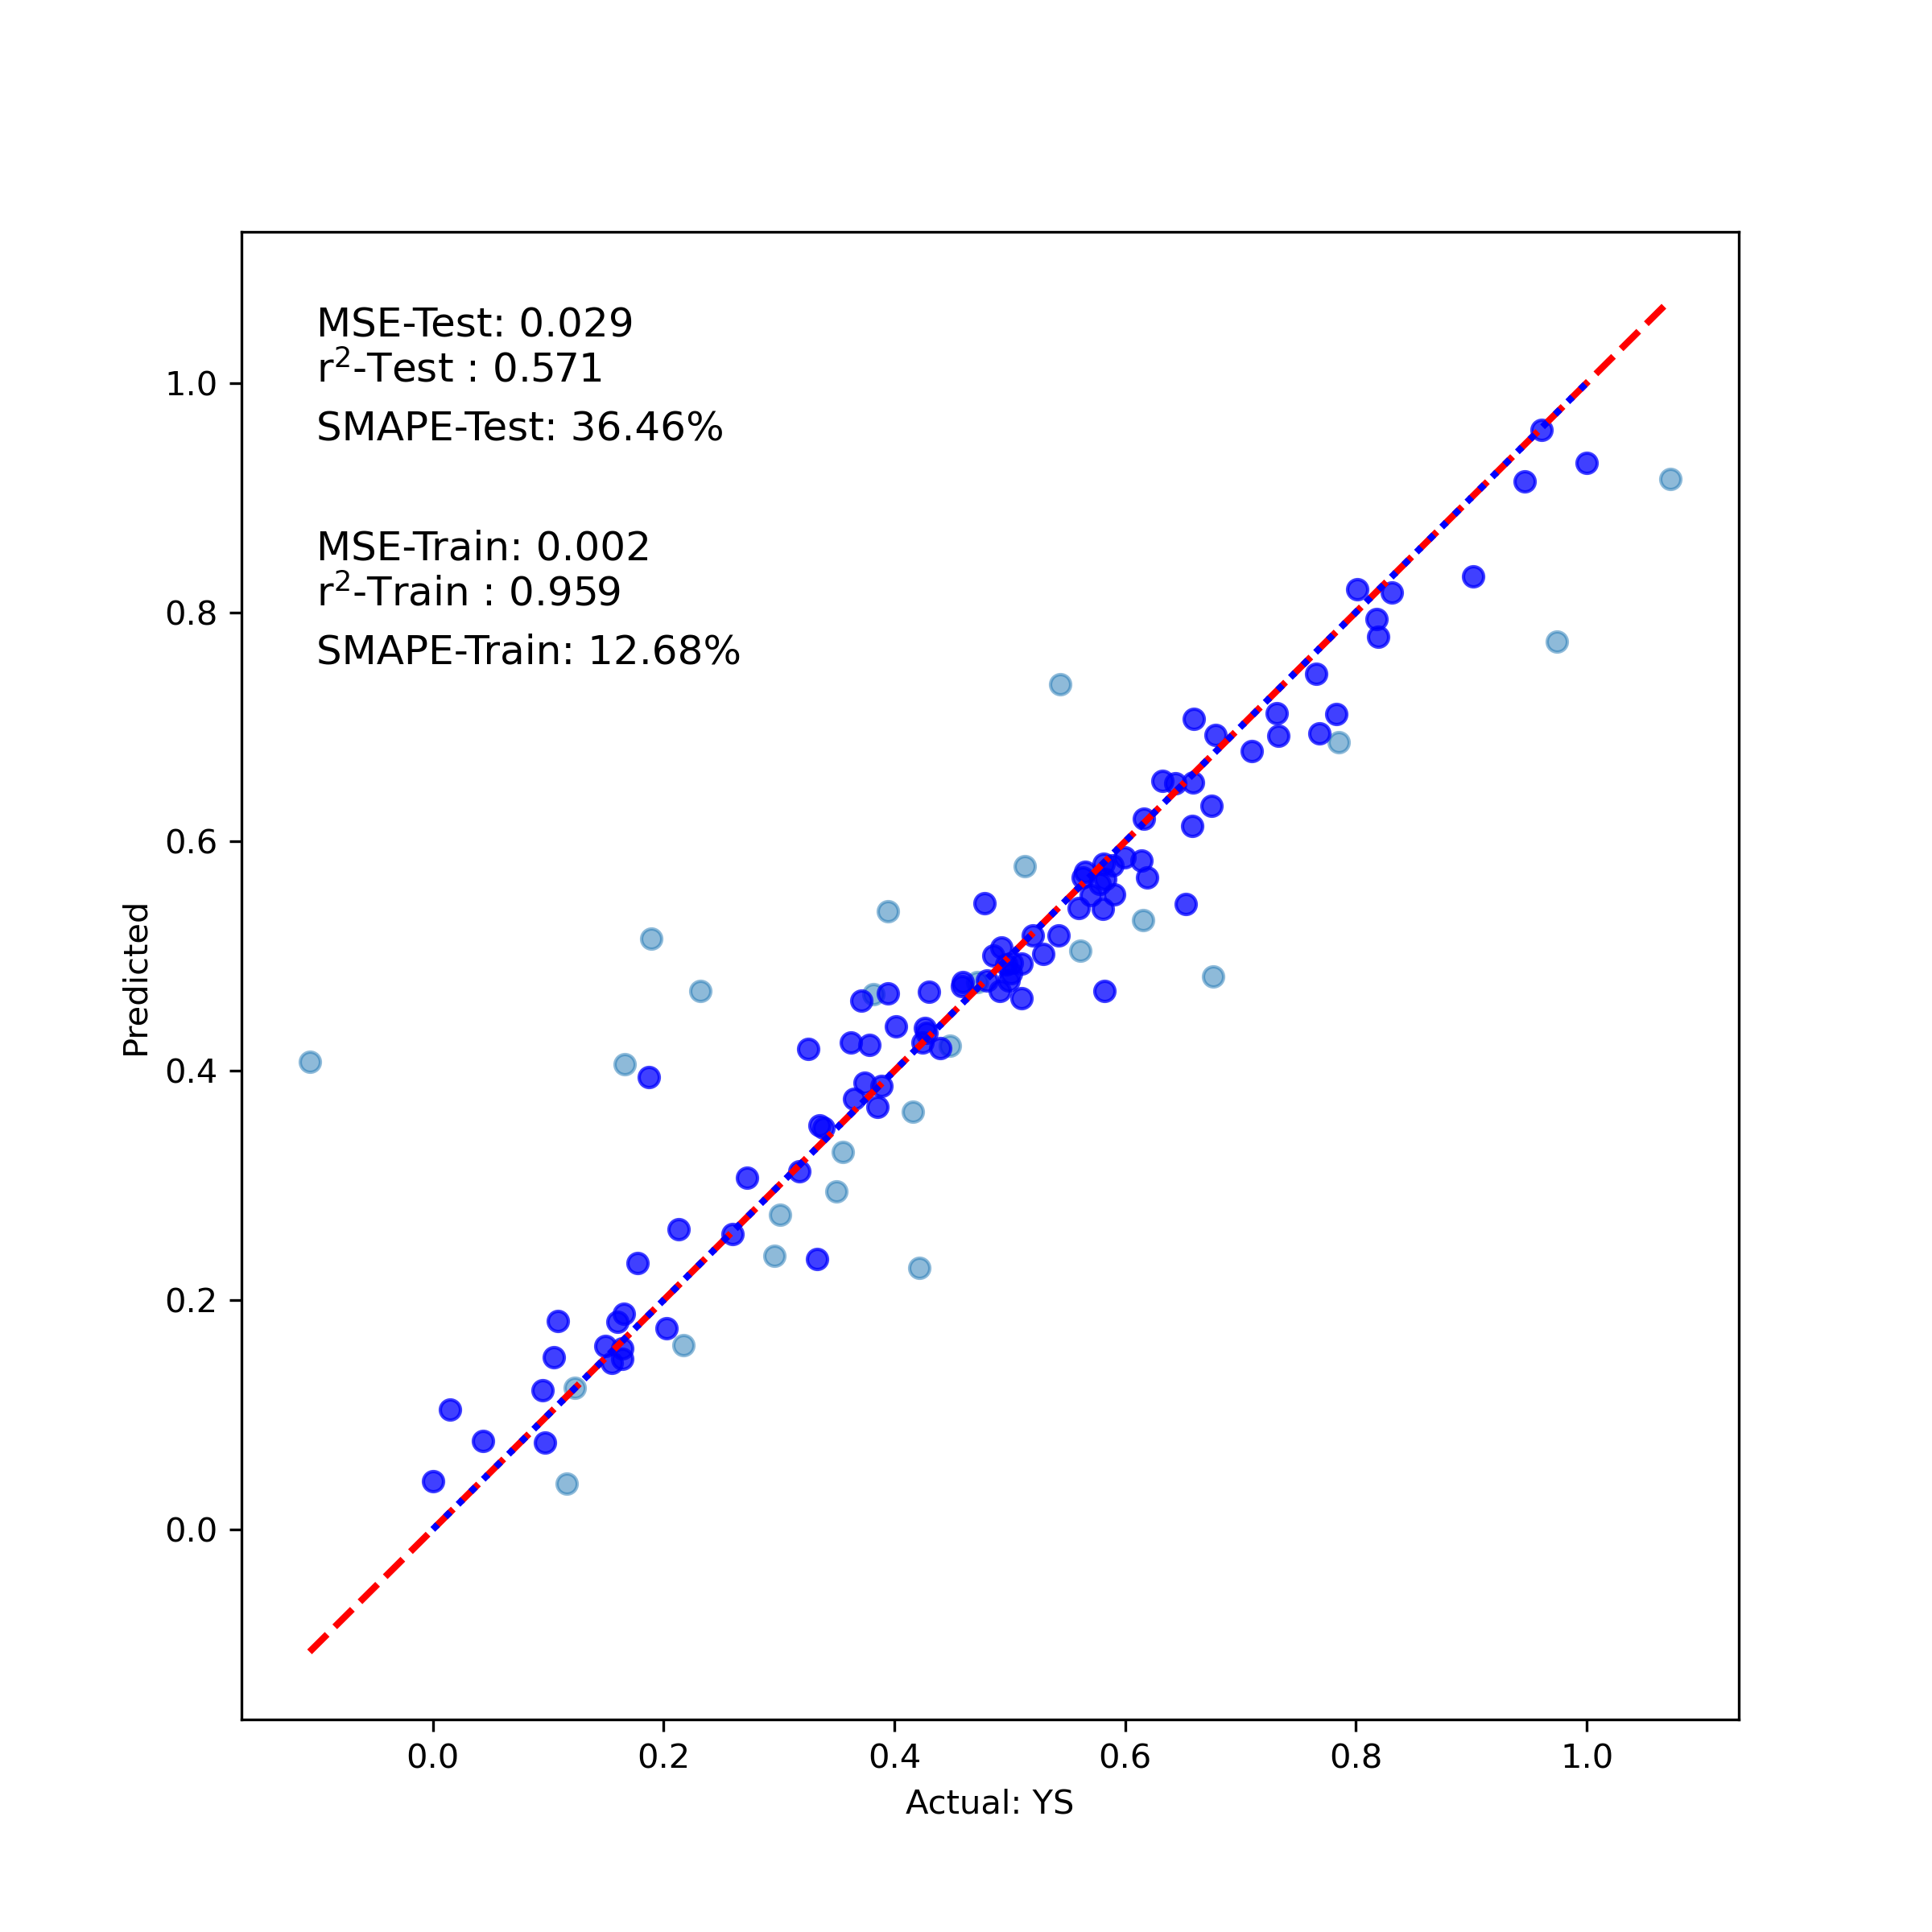 MSE-Test: 0.029
r²-Test : 0.571
SMAPE-Test: 36.46%
MSE-Train: 0.002
r²-Train : 0.959
SMAPE-Train: 12.68%
1.0
0.8
0.6
0.4
0.2
0.0
Predicted
0.0 0.2 0.4 0.6 0.8 1.0
Actual: YS